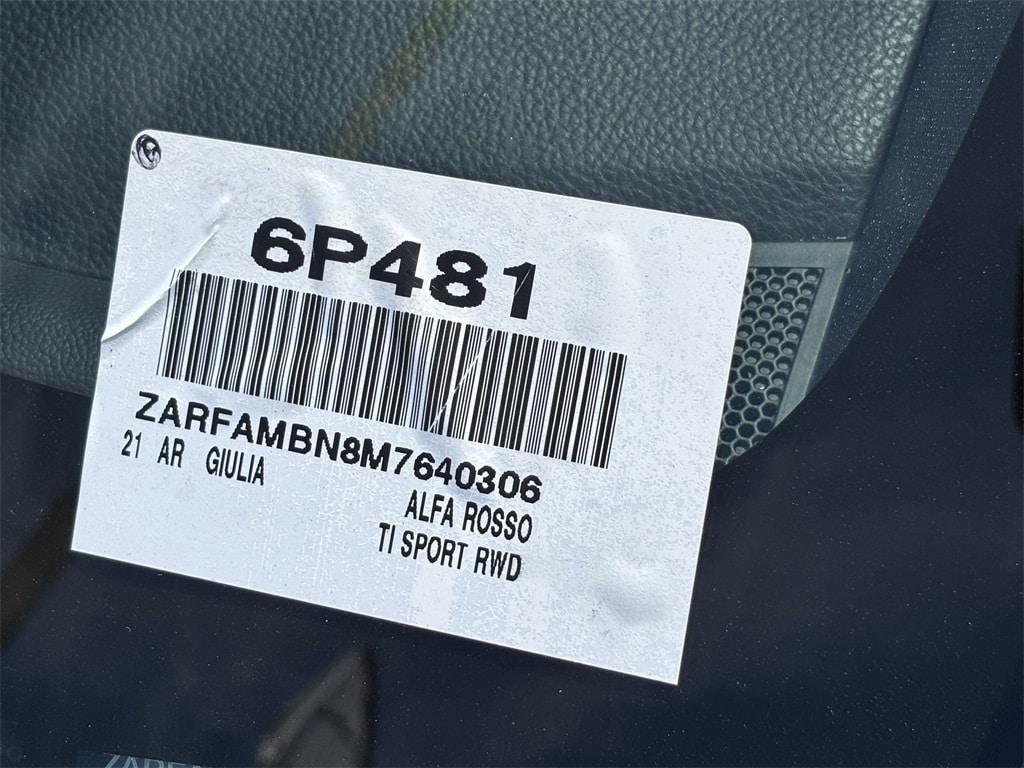 6P481
ZARFAMBN8M7640306
21 AR GIULIA
ALFA ROSSO
TI SPORT RWD